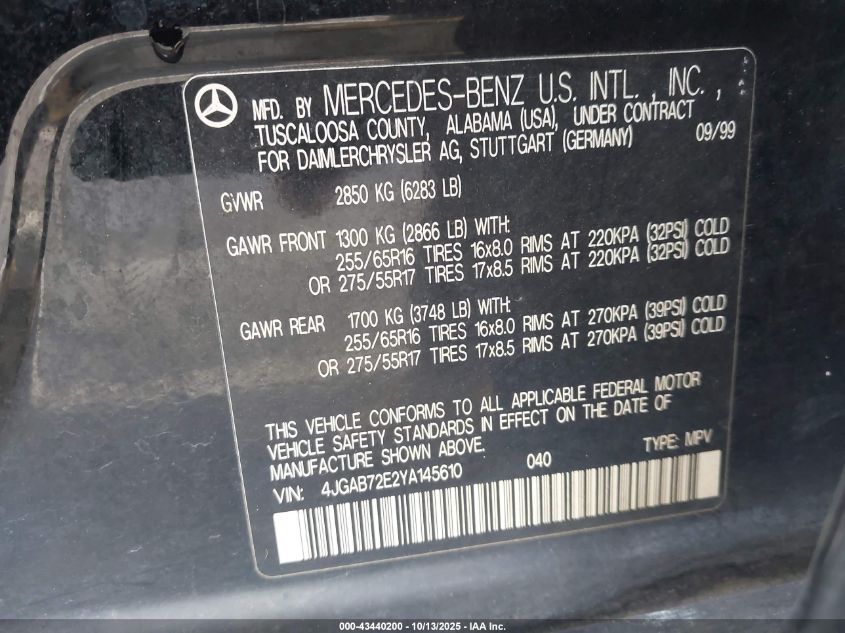 MFD. BY MERCEDES-BENZ U.S. INTL., INC.,
TUSCALOOSA COUNTY, ALABAMA (USA), UNDER CONTRACT
FOR DAIMLERCHRYSLER AG, STUTTGART (GERMANY) 09/99
GVWR 2850 KG (6283 LB)
GAWR FRONT 1300 KG (2866 LB) WITH:
255/65R16 TIRES 16x8.0 RIMS AT 220KPA (32PSI) COLD
OR 275/55R17 TIRES 17x8.5 RIMS AT 220KPA (32PSI) COLD
GAWR REAR 1700 KG (3748 LB) WITH:
255/65R16 TIRES 16x8.0 RIMS AT 270KPA (39PSI) COLD
OR 275/55R17 TIRES 17x8.5 RIMS AT 270KPA (39PSI) COLD
THIS VEHICLE CONFORMS TO ALL APPLICABLE FEDERAL MOTOR
VEHICLE SAFETY STANDARDS IN EFFECT ON THE DATE OF
MANUFACTURE SHOWN ABOVE.
VIN: 4JGAB72E2YA145610 040 TYPE: MPV
000-43440200 - 10/13/2025 - IAA Inc.